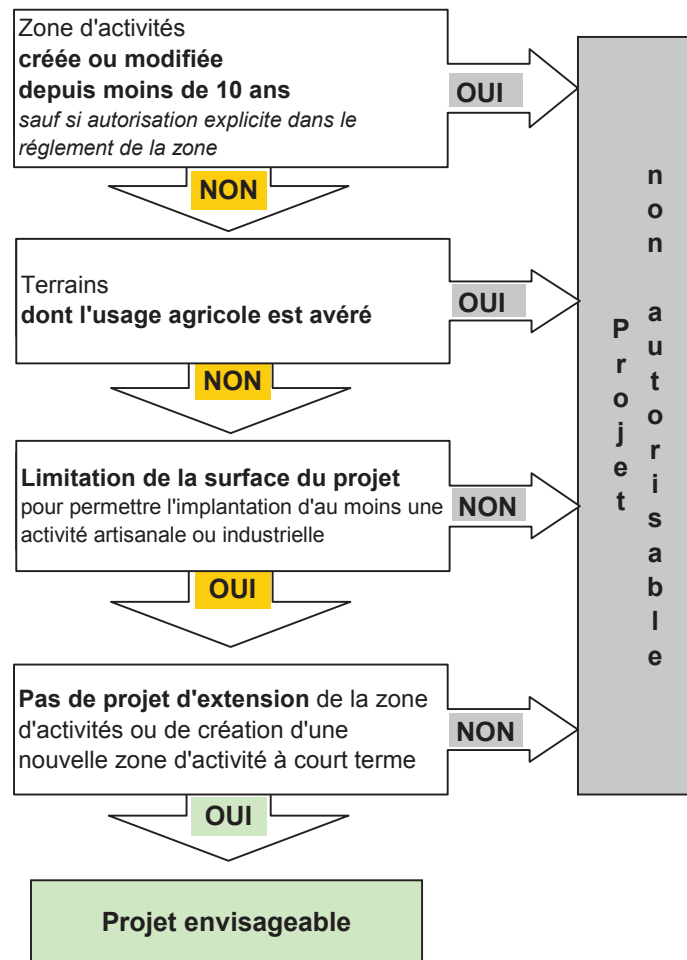 Zone d'activités
créée ou modifiée
depuis moins de 10 ans
sauf si autorisation explicite dans le
réglement de la zone
OUI
NON
Terrains
dont l'usage agricole est avéré
OUI
NON
Limitation de la surface du projet
pour permettre l'implantation d'au moins une
activité artisanale ou industrielle
NON
OUI
Pas de projet d'extension de la zone
d'activités ou de création d'une
nouvelle zone d'activité à court terme
NON
OUI
Projet envisageable
Projet
non autorisable